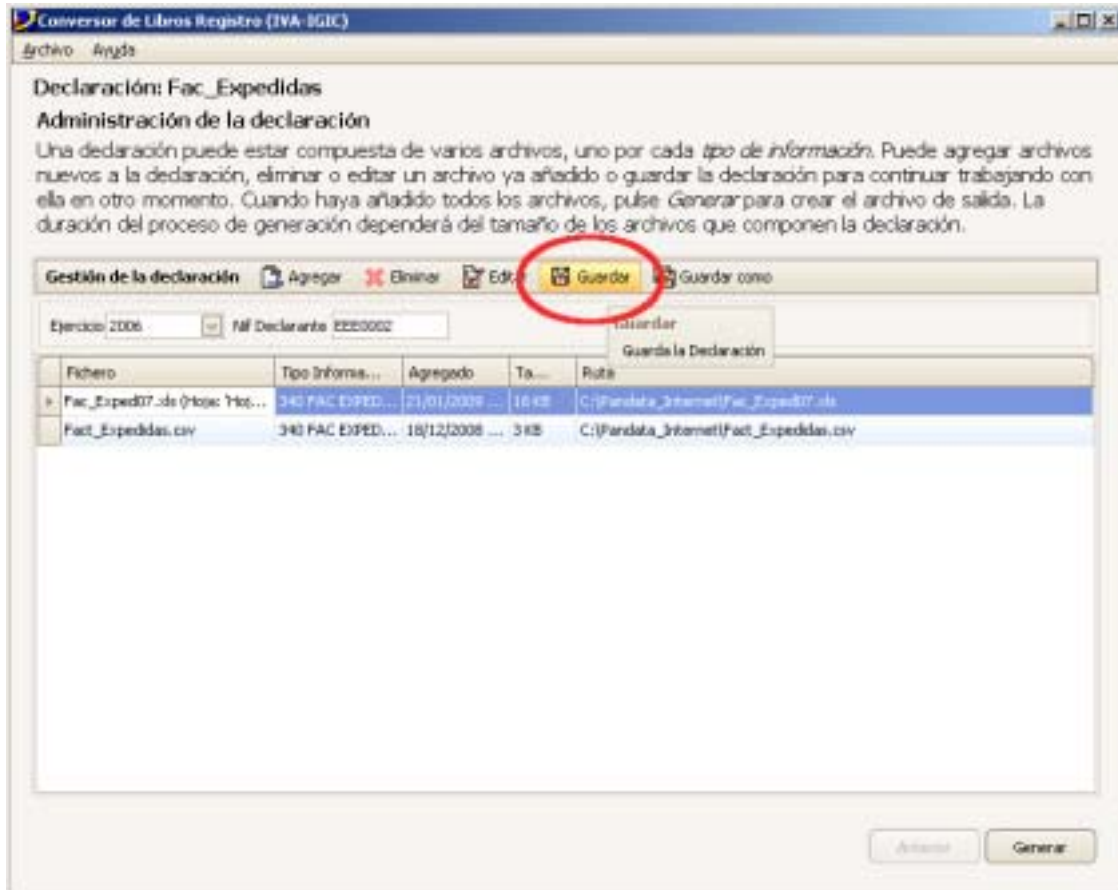 Conversor de Libros Registro (IVA-IGIC)
Archivo Ayuda
Declaración: Fac_Expedidas
Administración de la declaración
Una declaración puede estar compuesta de varios archivos, uno por cada tipo de información. Puede agregar archivos
nuevos a la declaración, eliminar o editar un archivo ya añadido o guardar la declaración para continuar trabajando con
ella en otro momento. Cuando haya añadido todos los archivos, pulse Generar para crear el archivo de salida. La
duración del proceso de generación dependerá del tamaño de los archivos que componen la declaración.
Gestión de la declaración Agregar Eliminar Editar Guardar Guardar como
Ejercicio 2006 Nif Declarante EEE0002
Guardar
Guarda la Declaración
Fichero Tipo Informa... Agregado Ta... Ruta
Fac_Exped07.xls (Hoja: 'Hoj... 340 FAC EXPED... 21/01/2009 ... 16 KB C:\Pandata_Internet\Fac_Exped07.xls
Fact_Expedidas.csv 340 FAC EXPED... 18/12/2008 ... 3 KB C:\Pandata_Internet\Fact_Expedidas.csv
Anterior Generar